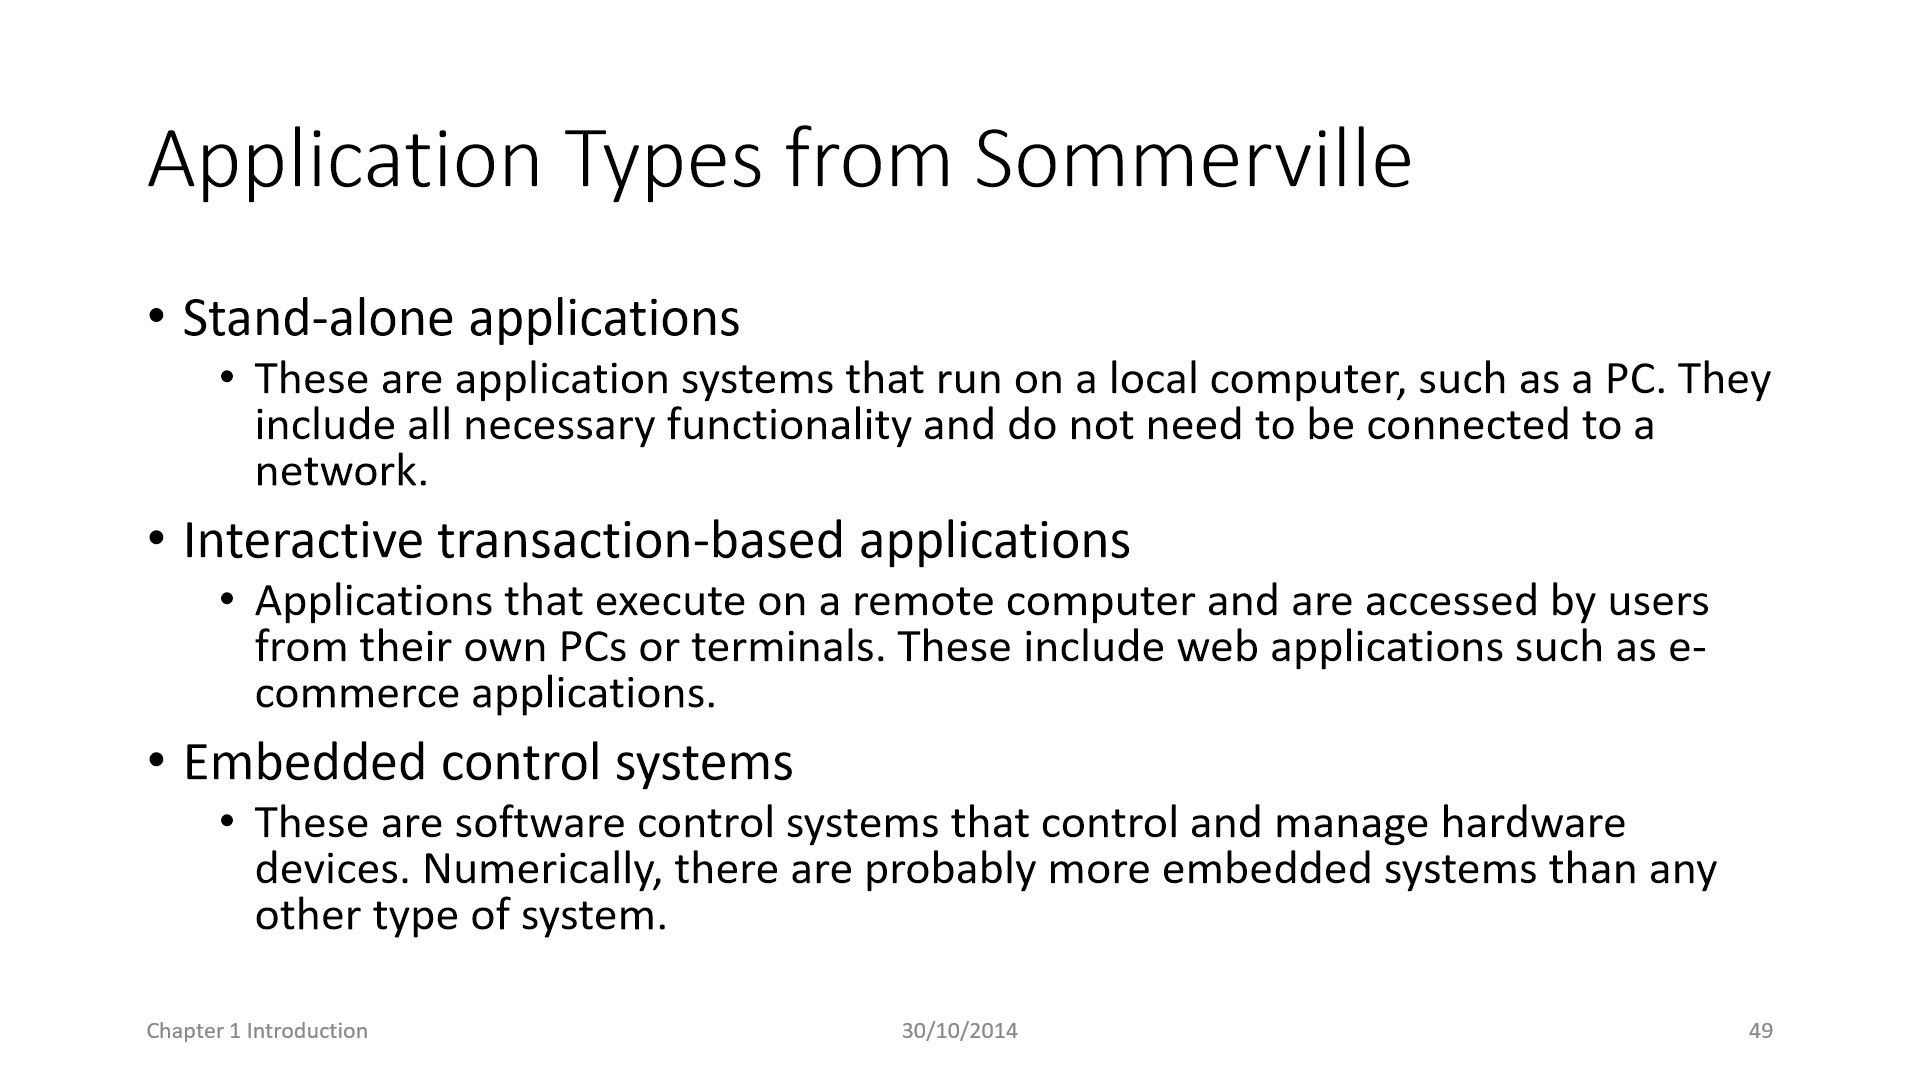 Application Types from Sommerville
• Stand-alone applications
• These are application systems that run on a local computer, such as a PC. They
include all necessary functionality and do not need to be connected to a
network.
• Interactive transaction-based applications
• Applications that execute on a remote computer and are accessed by users
from their own PCs or terminals. These include web applications such as e-
commerce applications.
• Embedded control systems
• These are software control systems that control and manage hardware
devices. Numerically, there are probably more embedded systems than any
other type of system.
Chapter 1 Introduction
30/10/2014
49